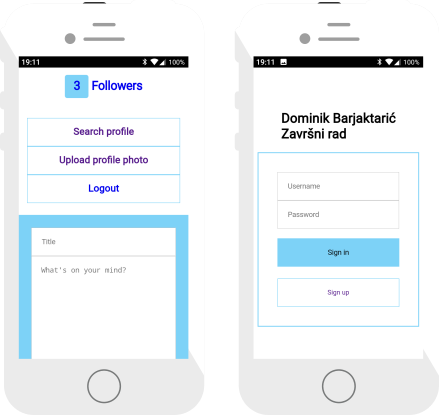 19:11 100%
3 Followers
Search profile
Upload profile photo
Logout
Title
What's on your mind?
19:11 100%
Dominik Barjaktarić
Završni rad
Username
Password
Sign in
Sign up